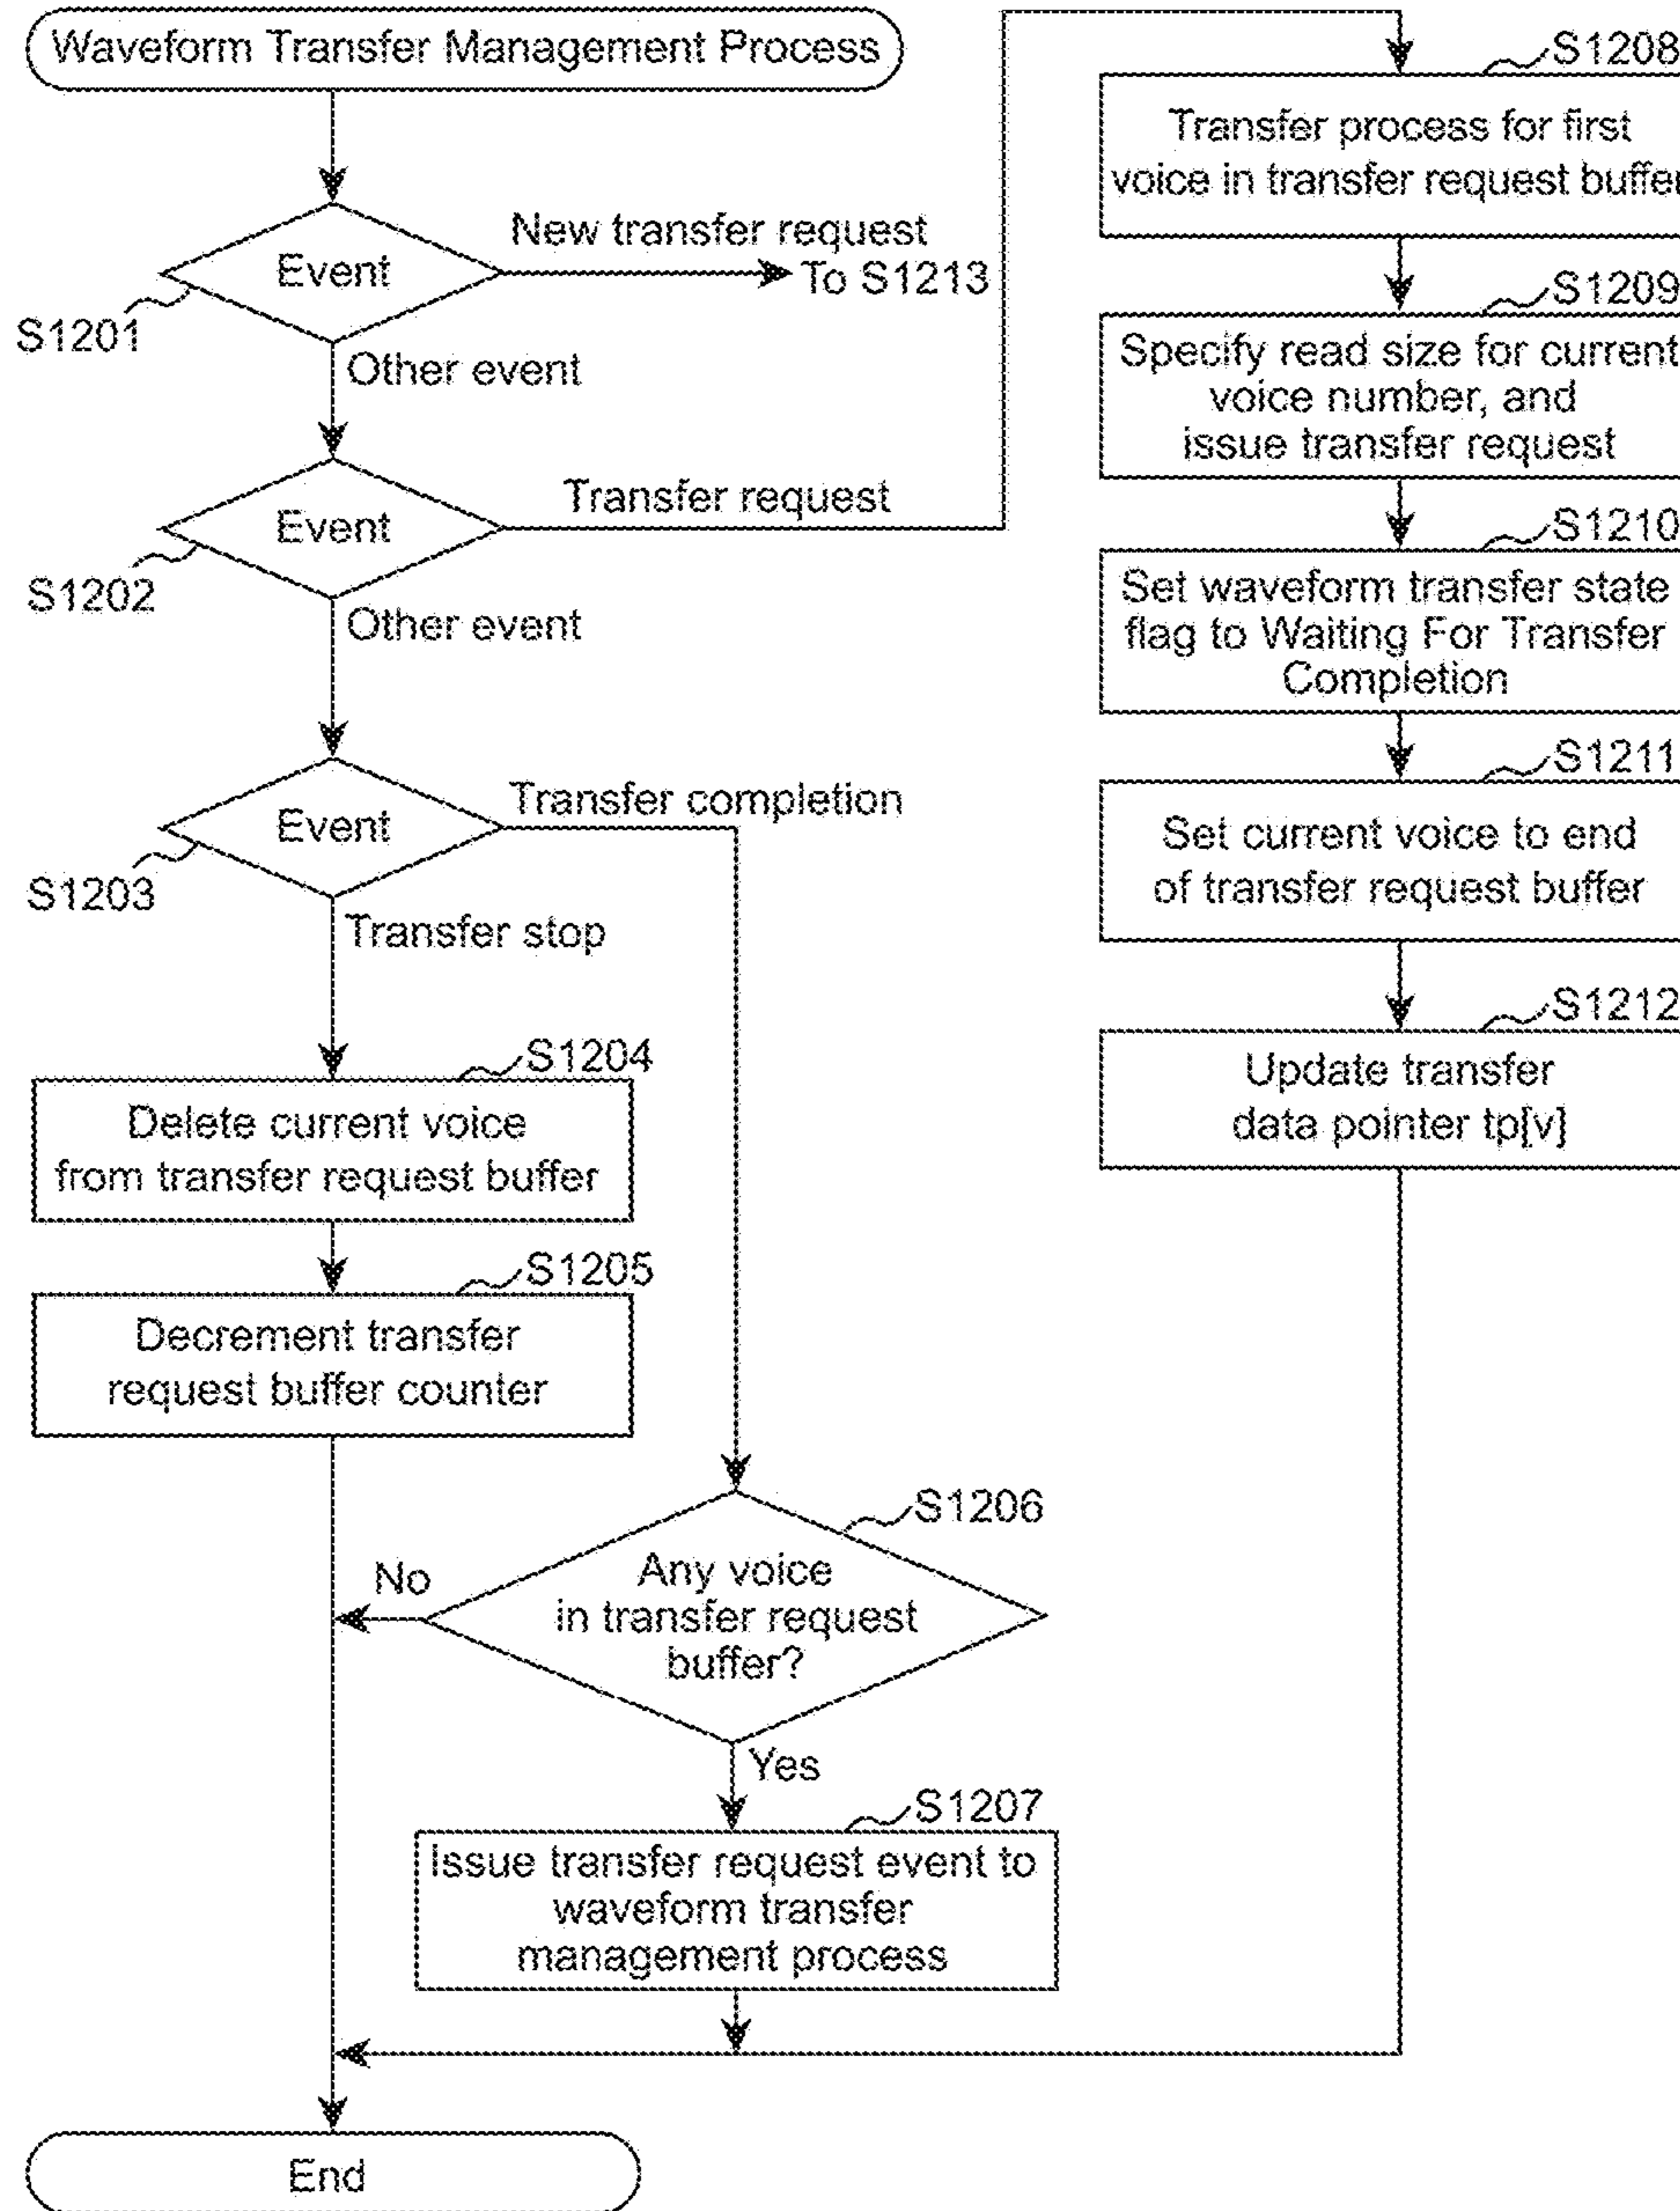 Waveform Transfer Management Process
Event
New transfer request
To S1213
S1201
Other event
Event
Transfer request
S1202
Other event
Event
Transfer completion
S1203
Transfer stop
S1204
Delete current voice
from transfer request buffer
S1205
Decrement transfer
request buffer counter
S1206
Any voice
in transfer request
buffer?
No
Yes
S1207
Issue transfer request event to
waveform transfer
management process
End
S1208
Transfer process for first
voice in transfer request buffer
S1209
Specify read size for current
voice number, and
issue transfer request
S1210
Set waveform transfer state
flag to Waiting For Transfer
Completion
S1211
Set current voice to end
of transfer request buffer
S1212
Update transfer
data pointer tp[v]